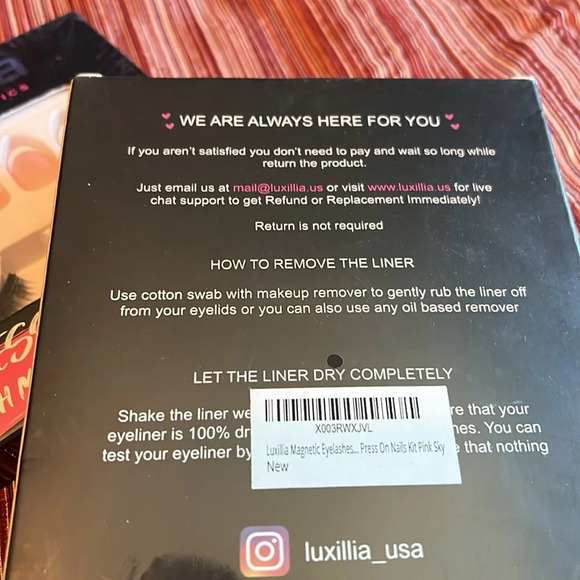 WE ARE ALWAYS HERE FOR YOU
If you aren't satisfied you don't need to pay and wait so long while
return the product.
Just email us at mail@luxillia.us or visit www.luxillia.us for live
chat support to get Refund or Replacement Immediately!
Return is not required
HOW TO REMOVE THE LINER
Use cotton swab with makeup remover to gently rub the liner off
from your eyelids or you can also use any oil based remover
LET THE LINER DRY COMPLETELY
Shake the liner we that your
eyeliner is 100% You can
test your eyeliner by that nothing
X003RWXJVL
Luxillia Magnetic Eyelashes... Press On Nails Kit Pink Sky
New
luxillia_usa